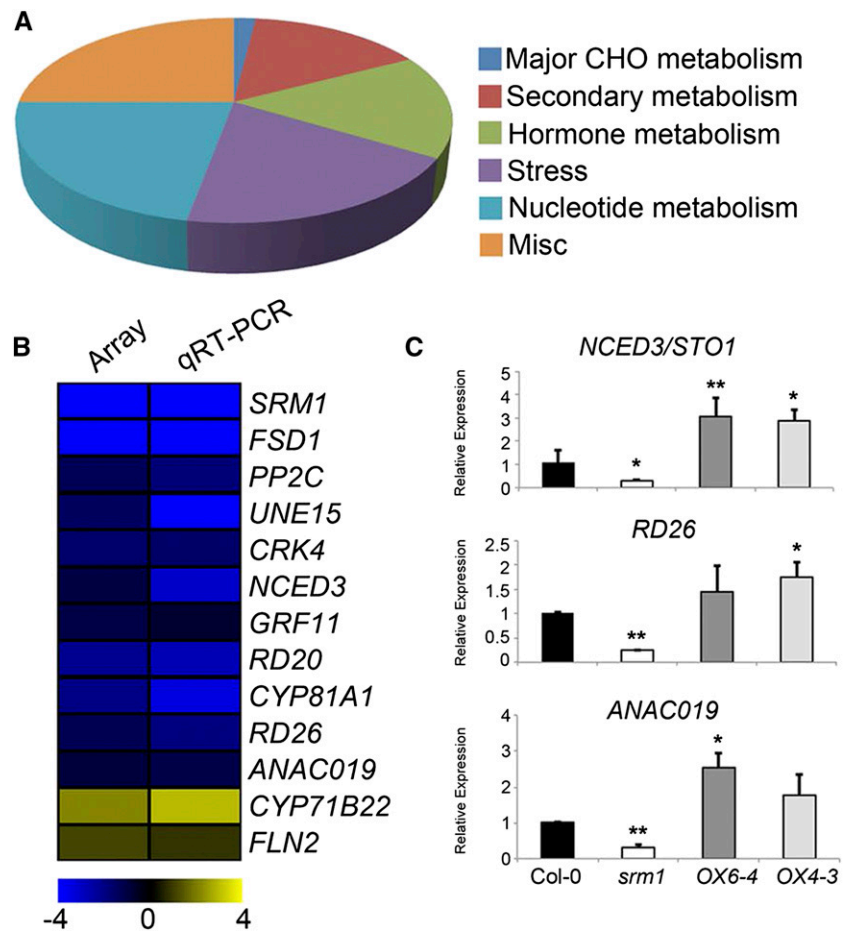 A
Major CHO metabolism
Secondary metabolism
Hormone metabolism
Stress
Nucleotide metabolism
Misc
B
Array
qRT-PCR
SRM1
FSD1
PP2C
UNE15
CRK4
NCED3
GRF11
RD20
CYP81A1
RD26
ANAC019
CYP71B22
FLN2
-4
0
4
C
NCED3/STO1
Relative Expression
5
4
3
2
1
0
*
**
*
RD26
Relative Expression
2.5
2
1.5
1
0.5
0
**
*
ANAC019
Relative Expression
4
3
2
1
0
**
*
Col-0
srm1
OX6-4
OX4-3